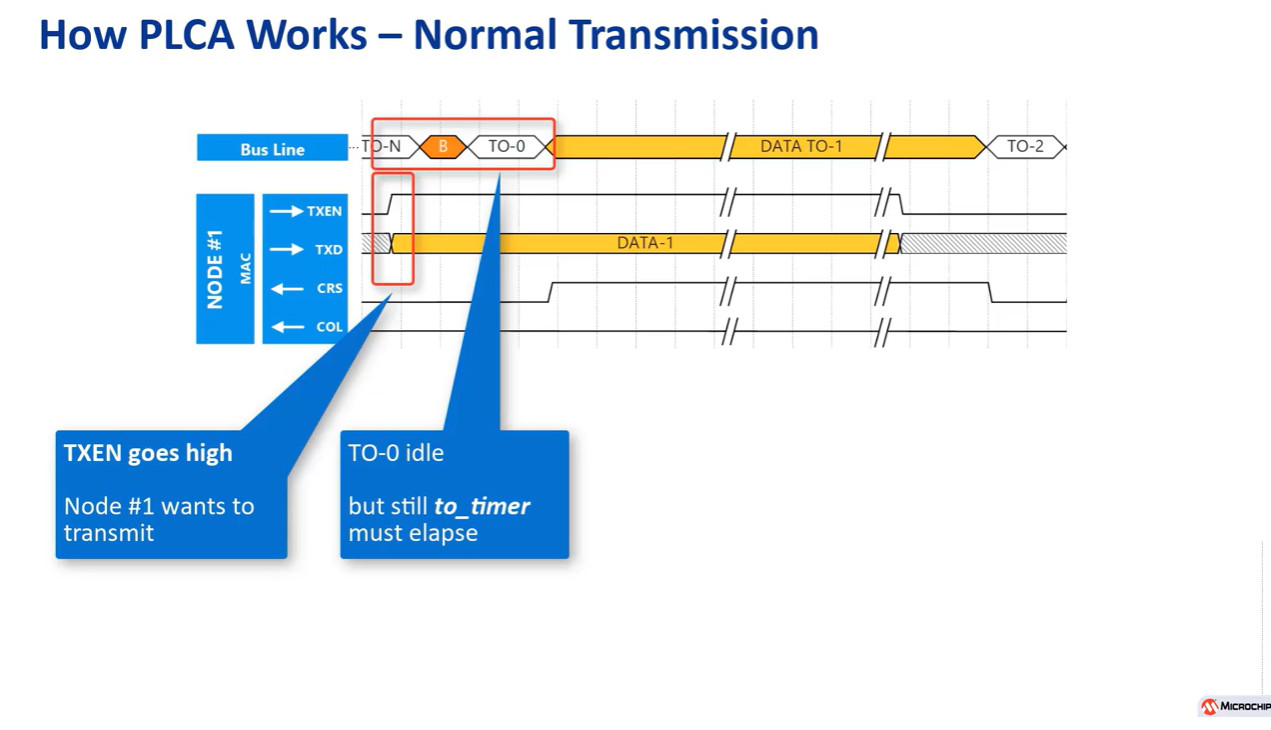 How PLCA Works – Normal Transmission
Bus Line
TO-N
B
TO-0
DATA TO-1
TO-2
NODE #1
MAC
TXEN
TXD
DATA-1
CRS
COL
TXEN goes high
Node #1 wants to
transmit
TO-0 idle
but still to_timer
must elapse
MICROCHIP